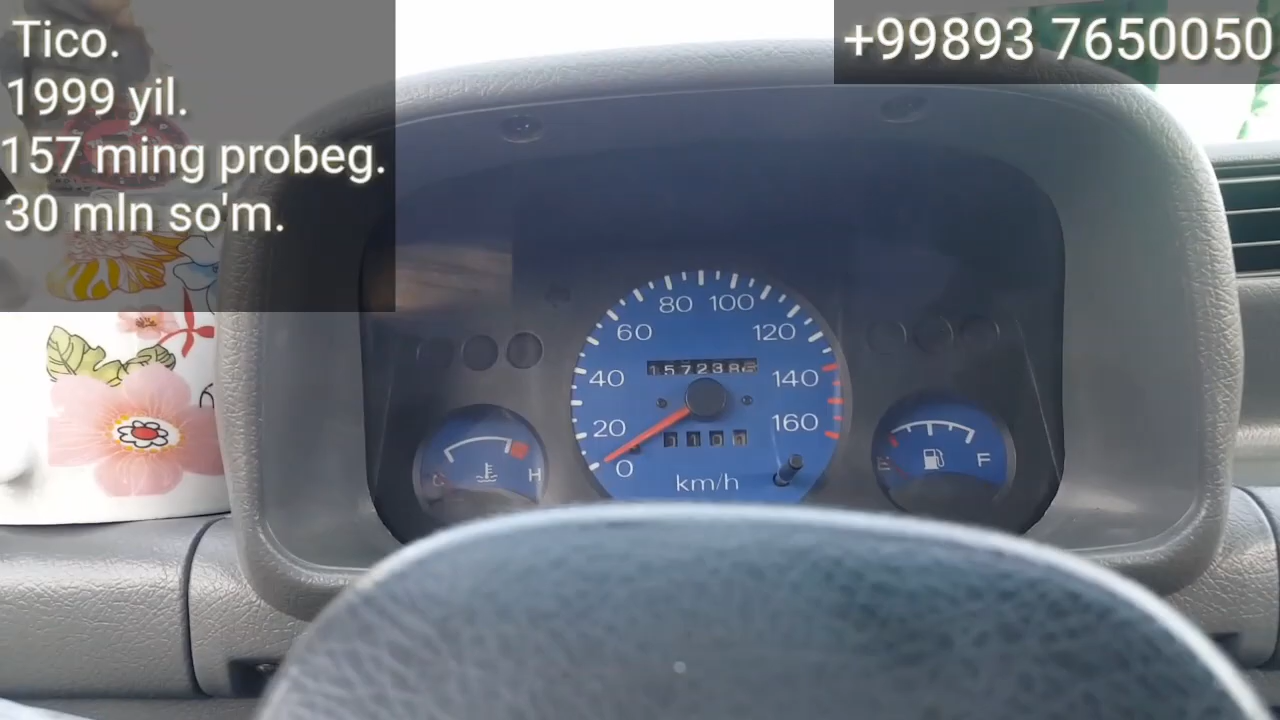 Tico.
1999 yil.
157 ming probeg.
30 mln so'm.
+99893 7650050
80 100
60 120
40 140
20 160
0
km/h
157238
H
E F